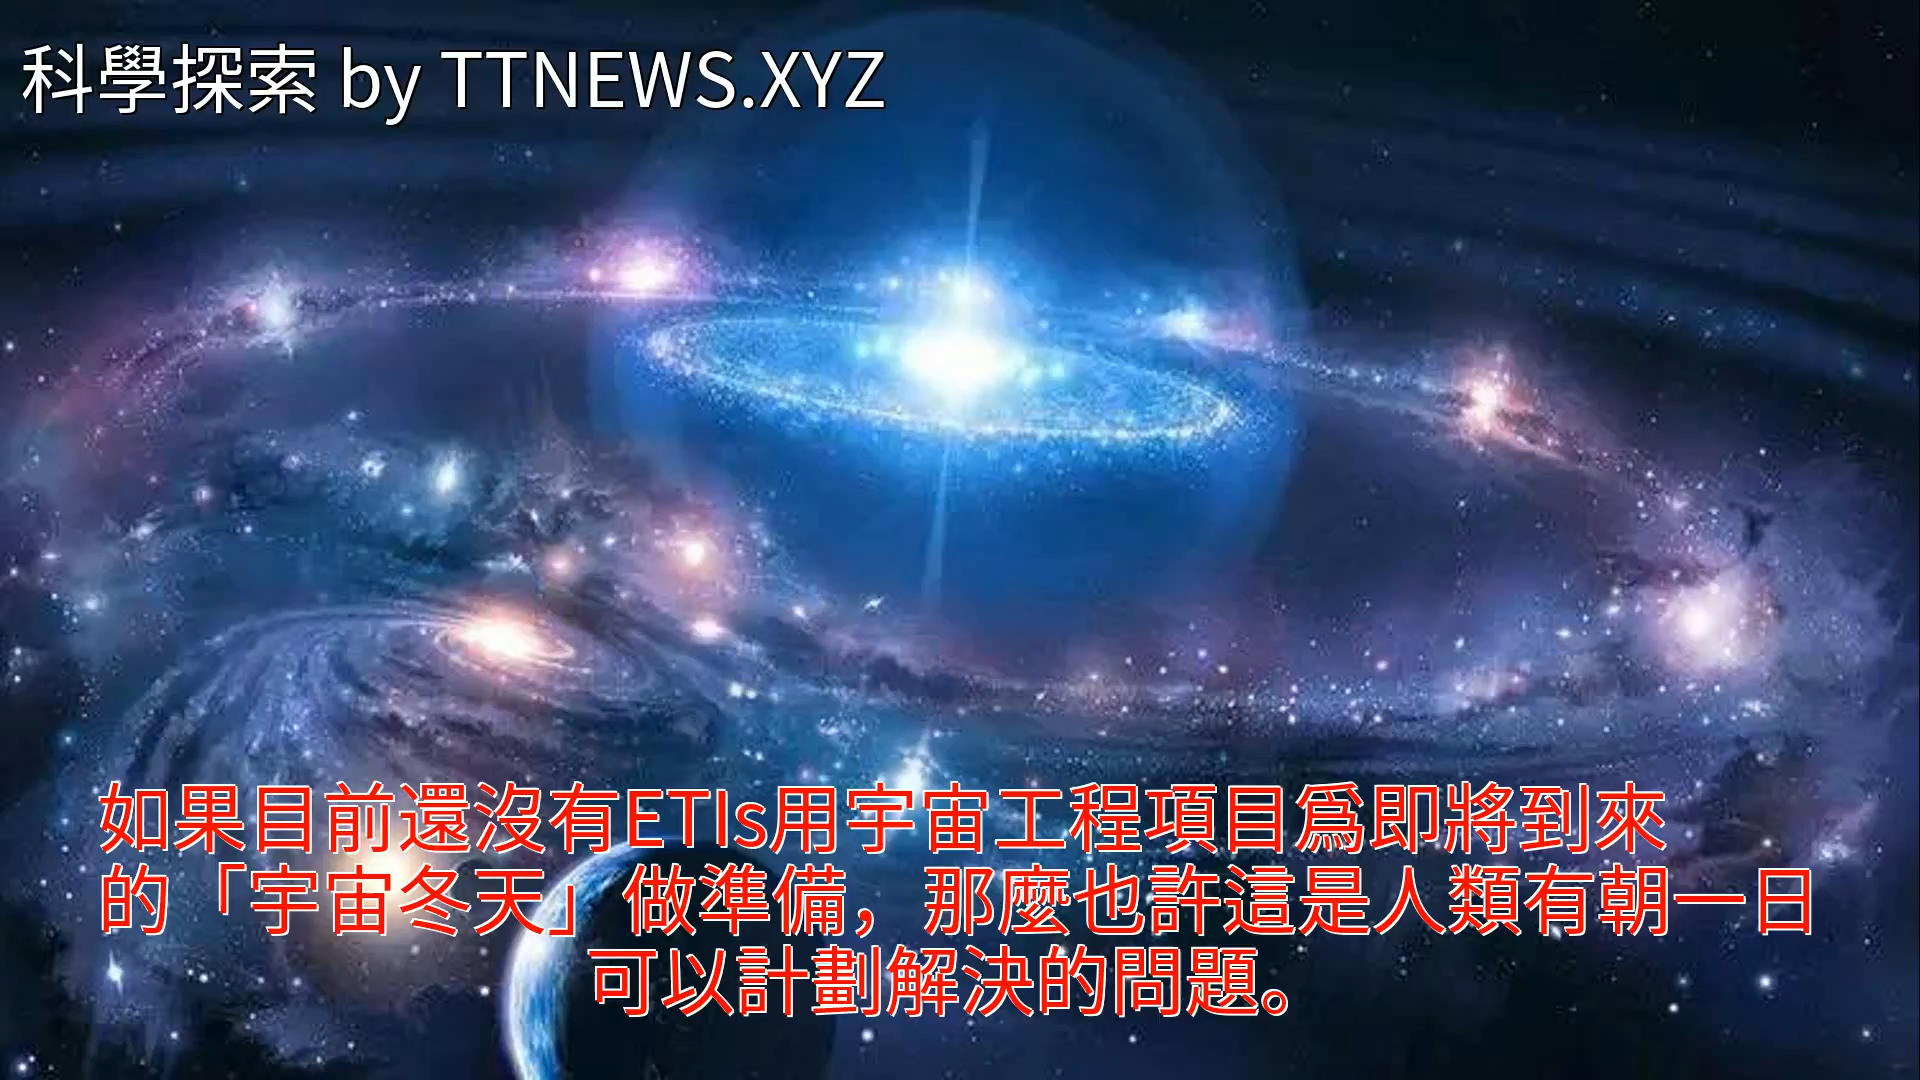 科學探索 by TTNEWS.XYZ
如果目前還沒有ETIs用宇宙工程項目爲即將到來
的「宇宙冬天」做準備，那麼也許這是人類有朝一日
可以計劃解決的問題。